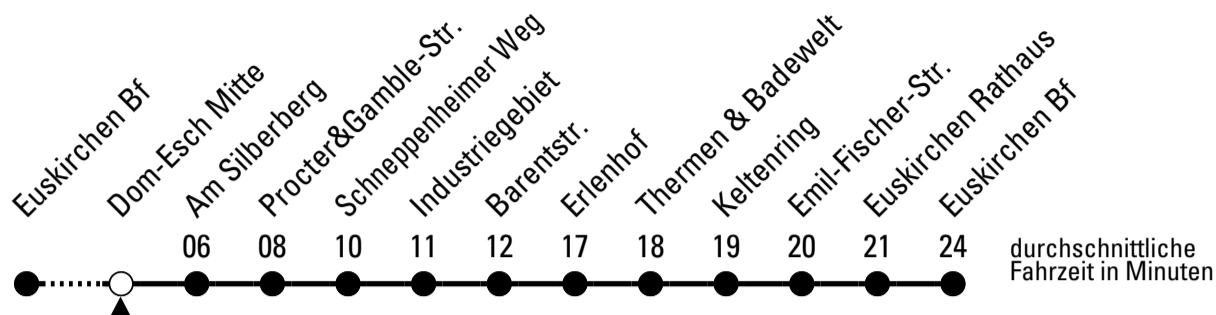 Euskirchen Bf
Dom-Esch Mitte
Am Silberberg
Procter&Gamble-Str.
Schneppenheimer Weg
Industriegebiet
Barentstr.
Erlenhof
Thermen & Badewelt
Keltenring
Emil-Fischer-Str.
Euskirchen Rathaus
Euskirchen Bf
06 08 10 11 12 17 18 19 20 21 24
durchschnittliche
Fahrzeit in Minuten